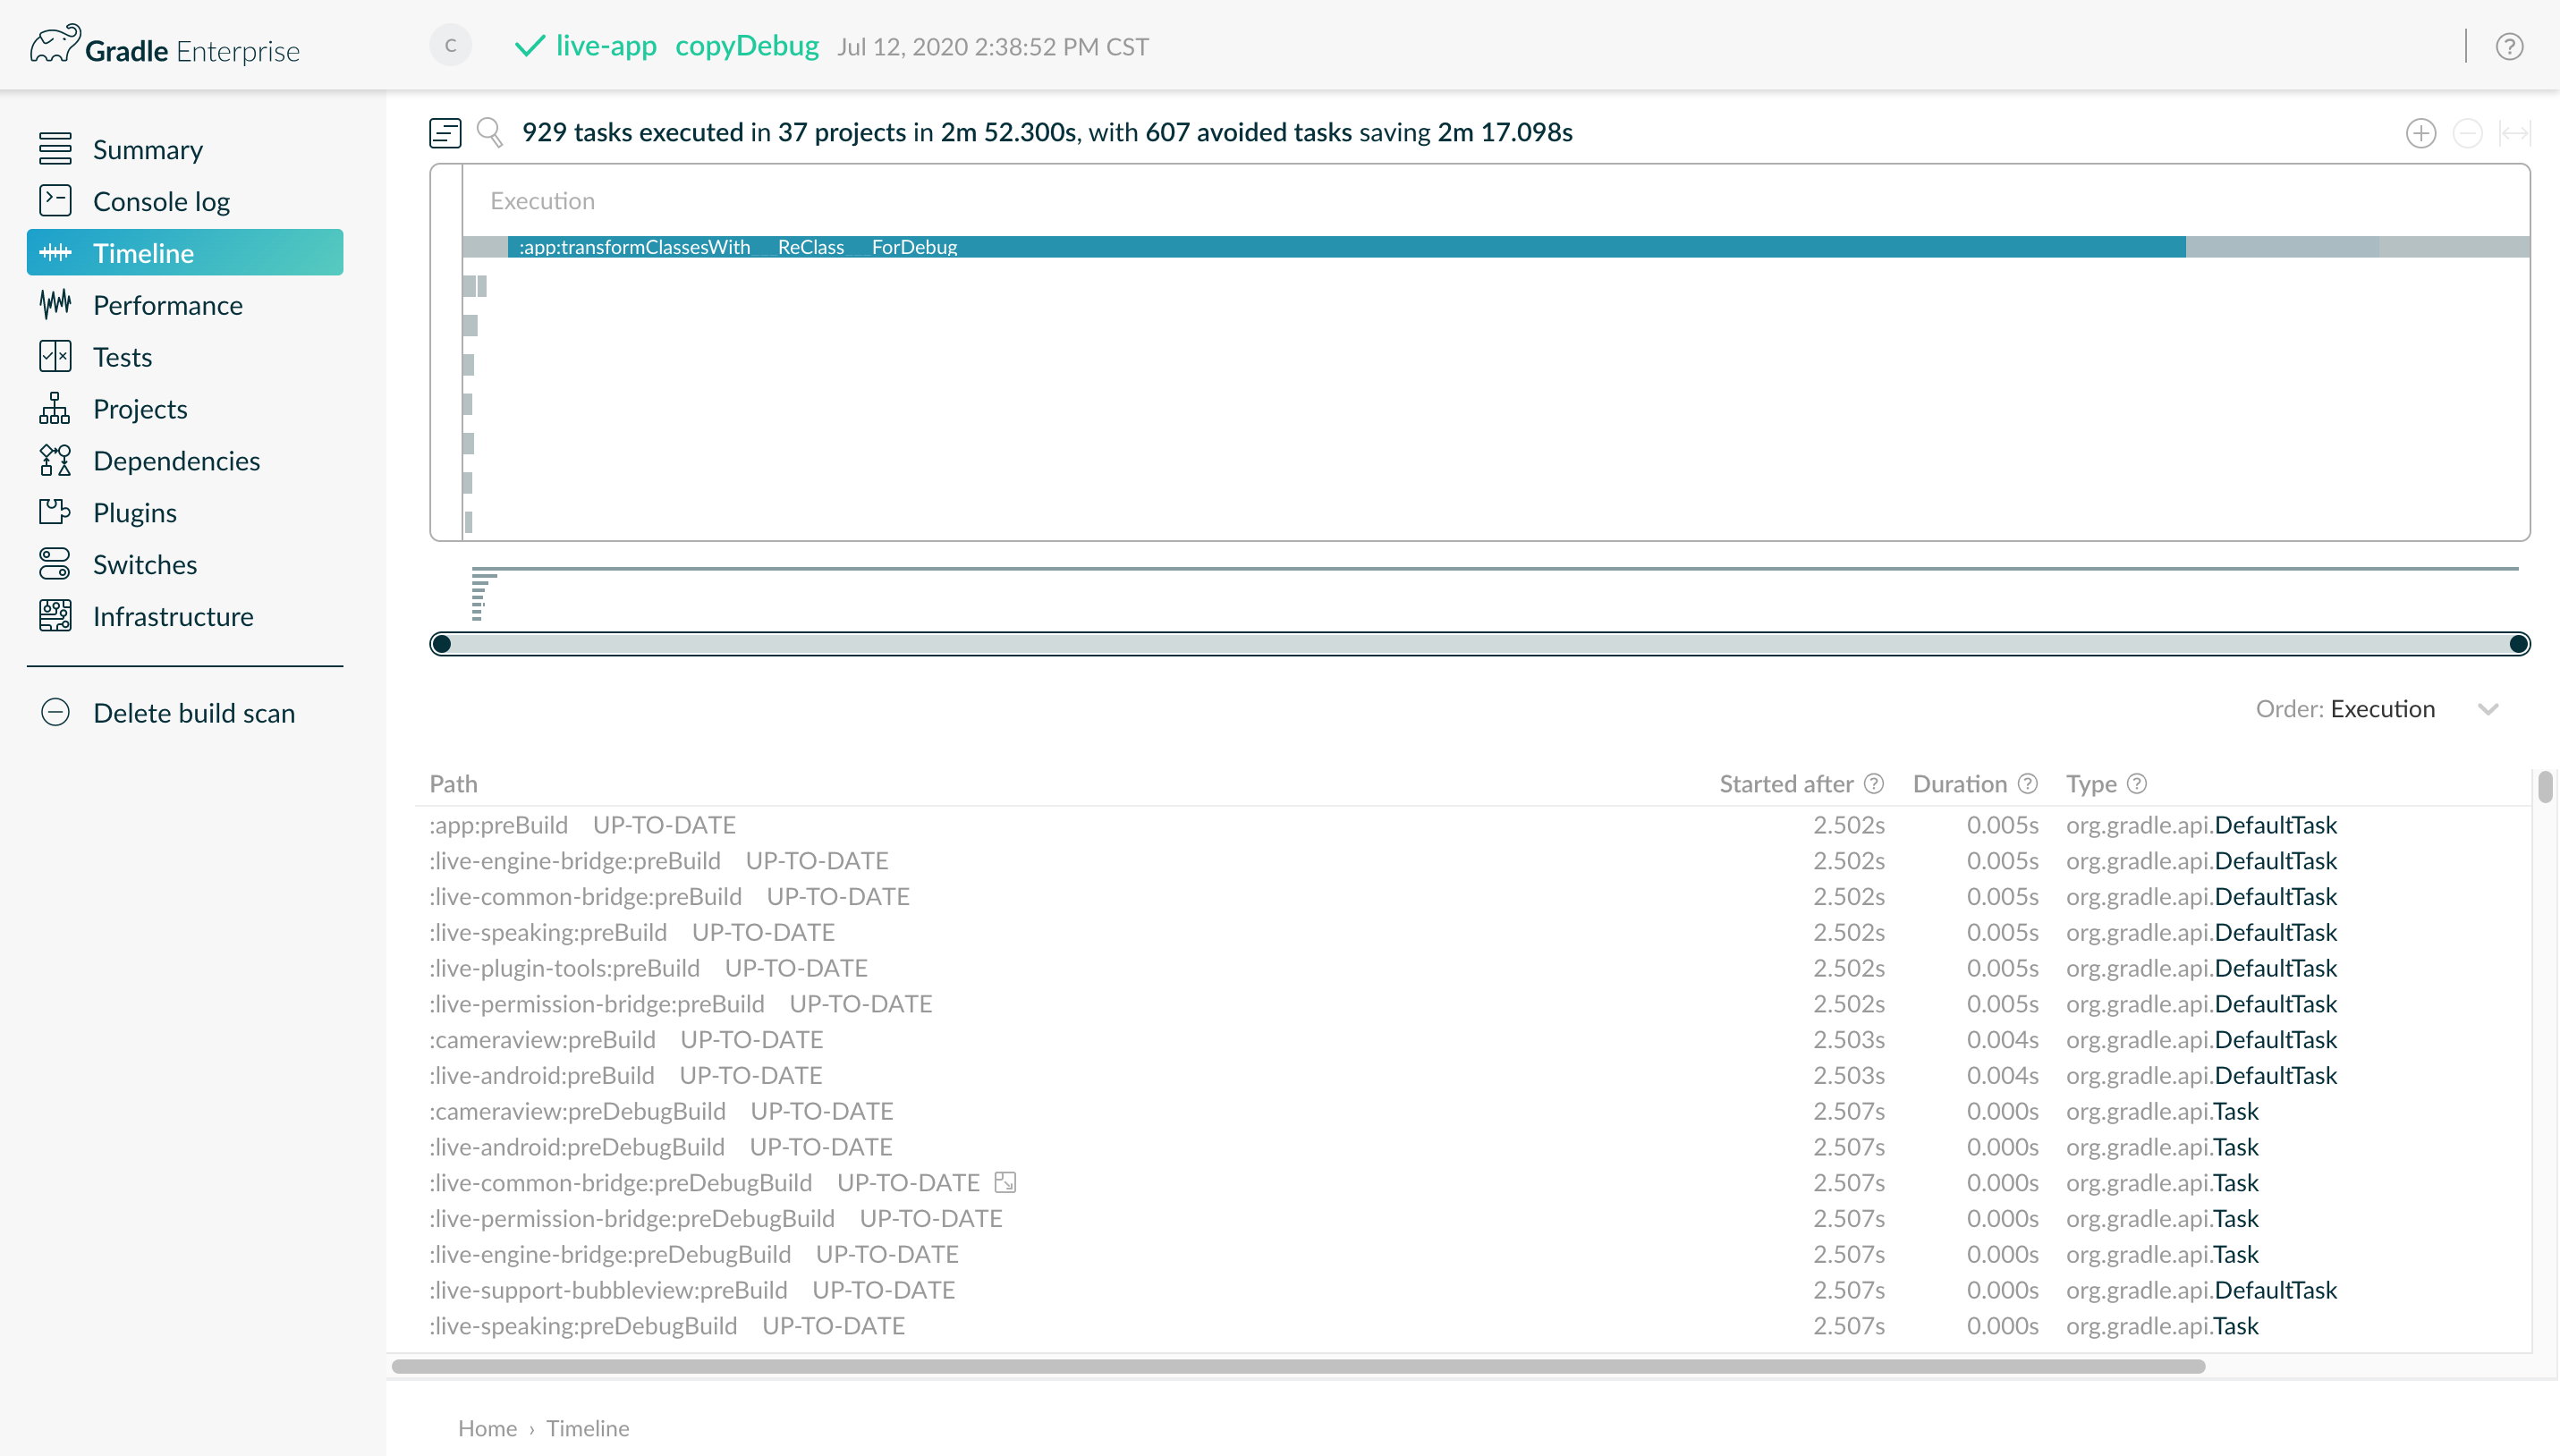 Gradle Enterprise
C
live-app copyDebug Jul 12, 2020 2:38:52 PM CST
Summary
Console log
Timeline
Performance
Tests
Projects
Dependencies
Plugins
Switches
Infrastructure
Delete build scan
929 tasks executed in 37 projects in 2m 52.300s, with 607 avoided tasks saving 2m 17.098s
Execution
:app:transformClassesWith___ReClass___ForDebug
Order: Execution
Path Started after Duration Type
:app:preBuild UP-TO-DATE 2.502s 0.005s org.gradle.api.DefaultTask
:live-engine-bridge:preBuild UP-TO-DATE 2.502s 0.005s org.gradle.api.DefaultTask
:live-common-bridge:preBuild UP-TO-DATE 2.502s 0.005s org.gradle.api.DefaultTask
:live-speaking:preBuild UP-TO-DATE 2.502s 0.005s org.gradle.api.DefaultTask
:live-plugin-tools:preBuild UP-TO-DATE 2.502s 0.005s org.gradle.api.DefaultTask
:live-permission-bridge:preBuild UP-TO-DATE 2.502s 0.005s org.gradle.api.DefaultTask
:cameraview:preBuild UP-TO-DATE 2.503s 0.004s org.gradle.api.DefaultTask
:live-android:preBuild UP-TO-DATE 2.503s 0.004s org.gradle.api.DefaultTask
:cameraview:preDebugBuild UP-TO-DATE 2.507s 0.000s org.gradle.api.Task
:live-android:preDebugBuild UP-TO-DATE 2.507s 0.000s org.gradle.api.Task
:live-common-bridge:preDebugBuild UP-TO-DATE 2.507s 0.000s org.gradle.api.Task
:live-permission-bridge:preDebugBuild UP-TO-DATE 2.507s 0.000s org.gradle.api.Task
:live-engine-bridge:preDebugBuild UP-TO-DATE 2.507s 0.000s org.gradle.api.Task
:live-support-bubbleview:preBuild UP-TO-DATE 2.507s 0.000s org.gradle.api.DefaultTask
:live-speaking:preDebugBuild UP-TO-DATE 2.507s 0.000s org.gradle.api.Task
Home › Timeline